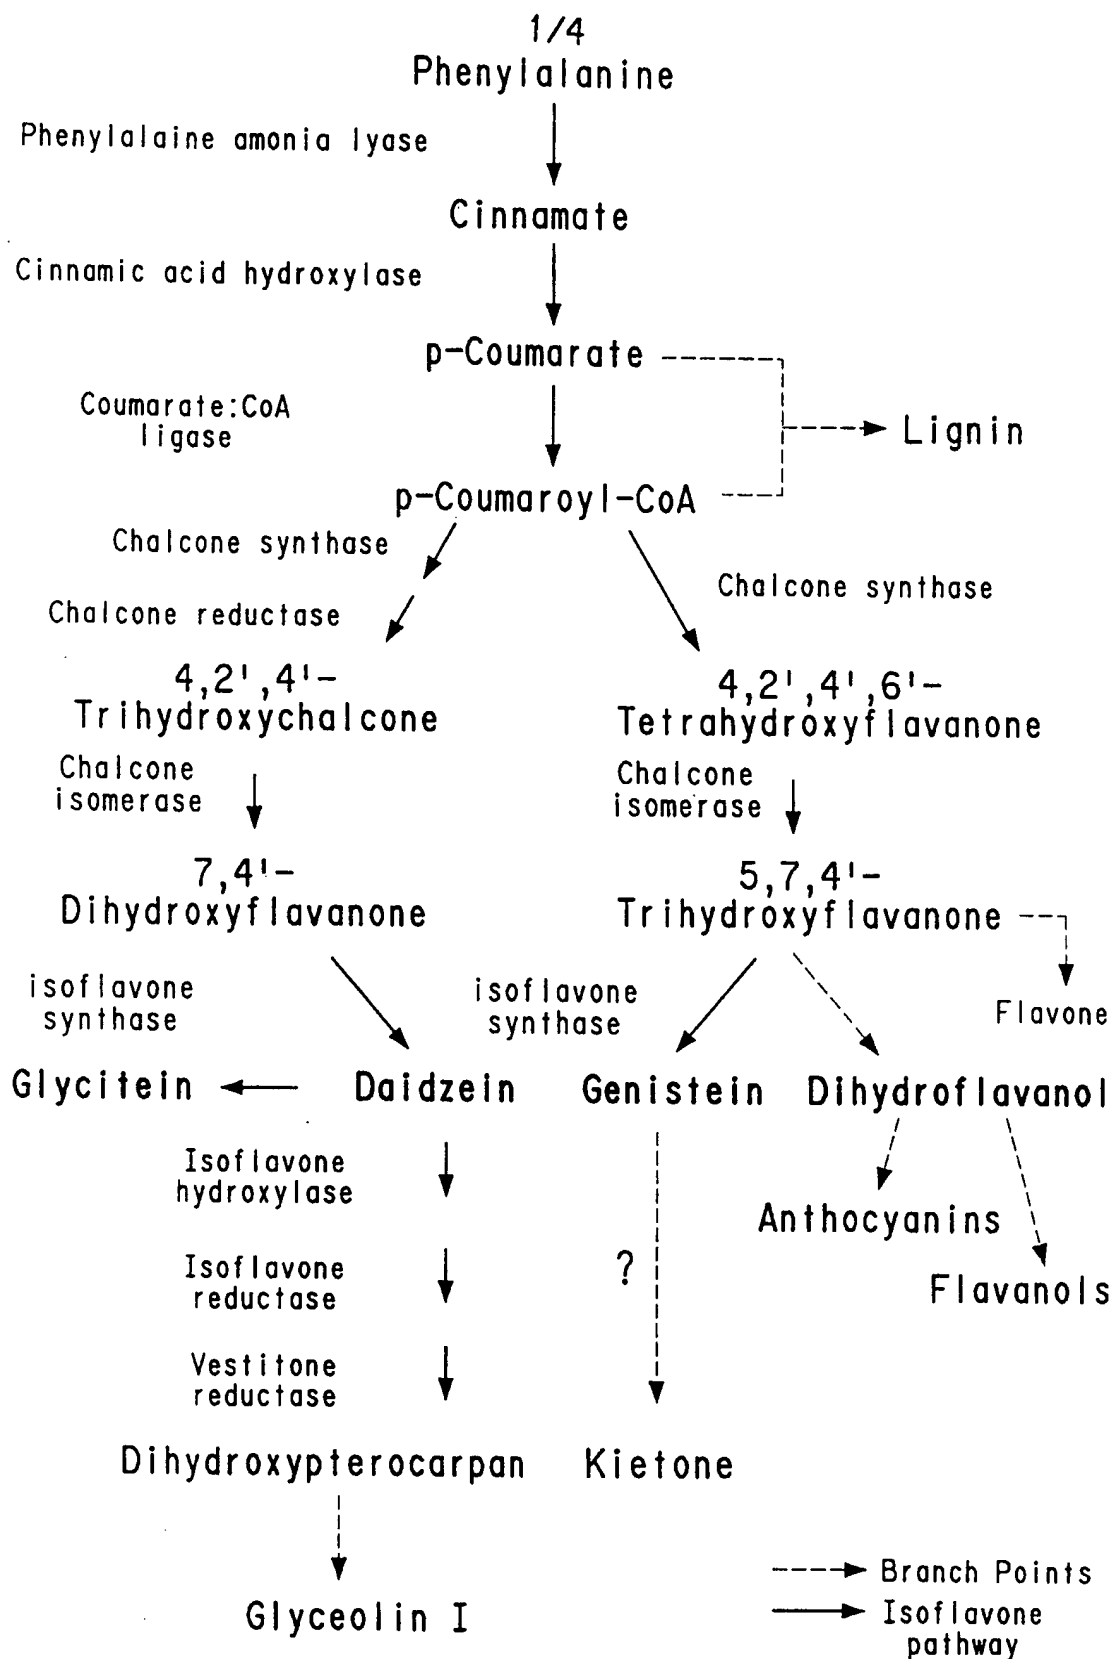 1/4
Phenylalanine
Phenylalaine amonia lyase
Cinnamate
Cinnamic acid hydroxylase
p-Coumarate
Coumarate:CoA
ligase
Lignin
p-Coumaroyl-CoA
Chalcone synthase
Chalcone synthase
Chalcone reductase
4,2',4'-
Trihydroxychalcone
4,2',4',6'-
Tetrahydroxyflavanone
Chalcone
isomerase
Chalcone
isomerase
7,4'-
Dihydroxyflavanone
5,7,4'-
Trihydroxyflavanone
isoflavone
synthase
isoflavone
synthase
Flavone
Glycitein
Daidzein
Genistein
Dihydroflavanol
Isoflavone
hydroxylase
Anthocyanins
Isoflavone
reductase
?
Flavanols
Vestitone
reductase
Dihydroxypterocarpan
Kietone
Glyceolin I
Branch Points
Isoflavone
pathway